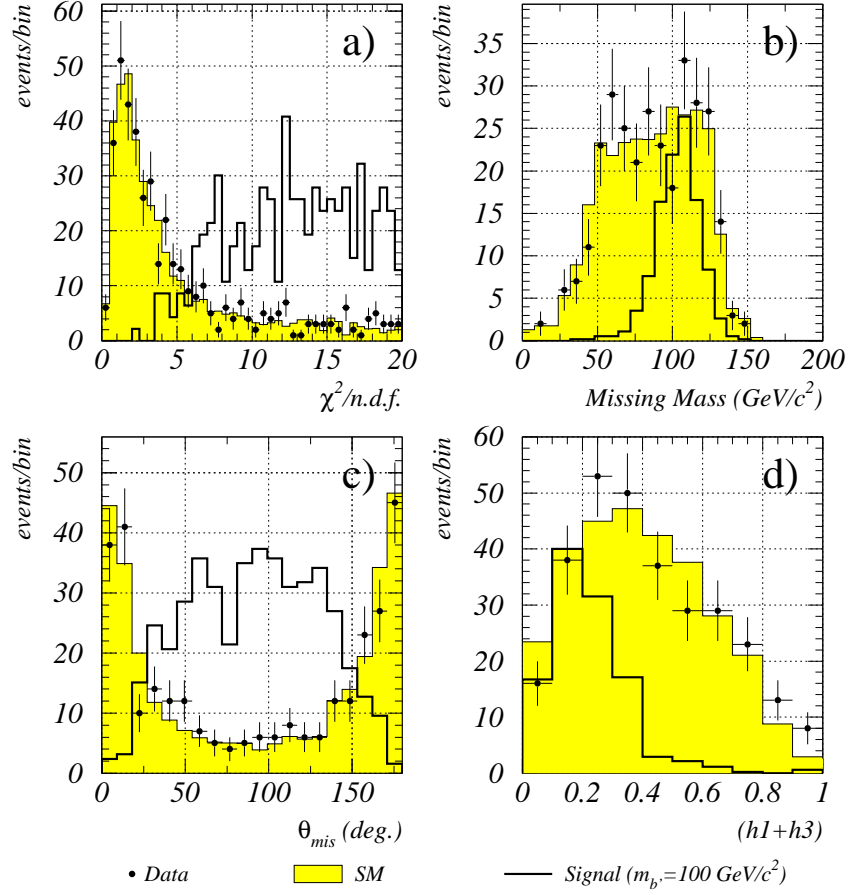 events/bin
a)
60
50
40
30
20
10
0
0 5 10 15 20
χ²/n.d.f.
events/bin
b)
35
30
25
20
15
10
5
0
0 50 100 150 200
Missing Mass (GeV/c²)
events/bin
c)
50
40
30
20
10
0
0 50 100 150
θmis (deg.)
events/bin
d)
60
50
40
30
20
10
0
0 0.2 0.4 0.6 0.8 1
(h1+h3)
Data SM Signal (mb'=100 GeV/c²)